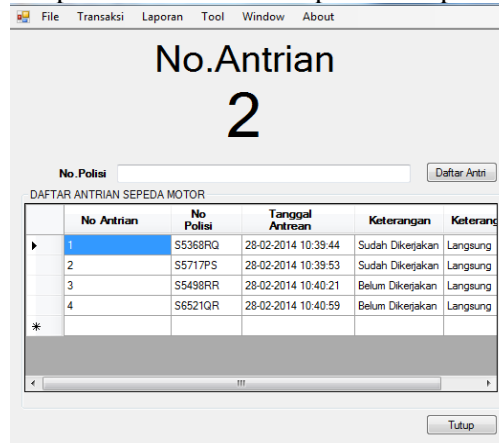 File Transaksi Laporan Tool Window About
No.Antrian
2
No.Polisi Daftar Antri
DAFTAR ANTRIAN SEPEDA MOTOR
No Antrian No Polisi Tanggal Antrean Keterangan Keterang
1 S5368RQ 28-02-2014 10:39:44 Sudah Dikerjakan Langsung
2 S5717PS 28-02-2014 10:39:53 Sudah Dikerjakan Langsung
3 S5498RR 28-02-2014 10:40:21 Belum Dikerjakan Langsung
4 S6521QR 28-02-2014 10:40:59 Belum Dikerjakan Langsung
Tutup